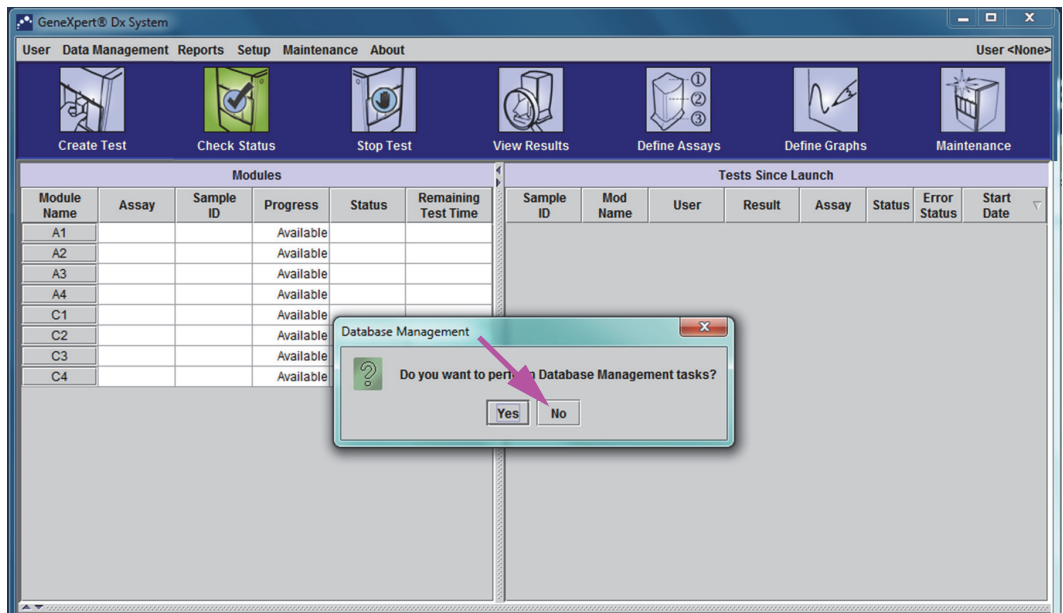 GeneXpert® Dx System
User Data Management Reports Setup Maintenance About User <None>
Create Test Check Status Stop Test View Results Define Assays Define Graphs Maintenance
①
②
③
Modules
Tests Since Launch
Module Name Assay Sample ID Progress Status Remaining Test Time
Sample ID Mod Name User Result Assay Status Error Status Start Date
A1 Available
A2 Available
A3 Available
A4 Available
C1 Available
C2 Available
C3 Available
C4 Available
Database Management
Do you want to perform Database Management tasks?
Yes No